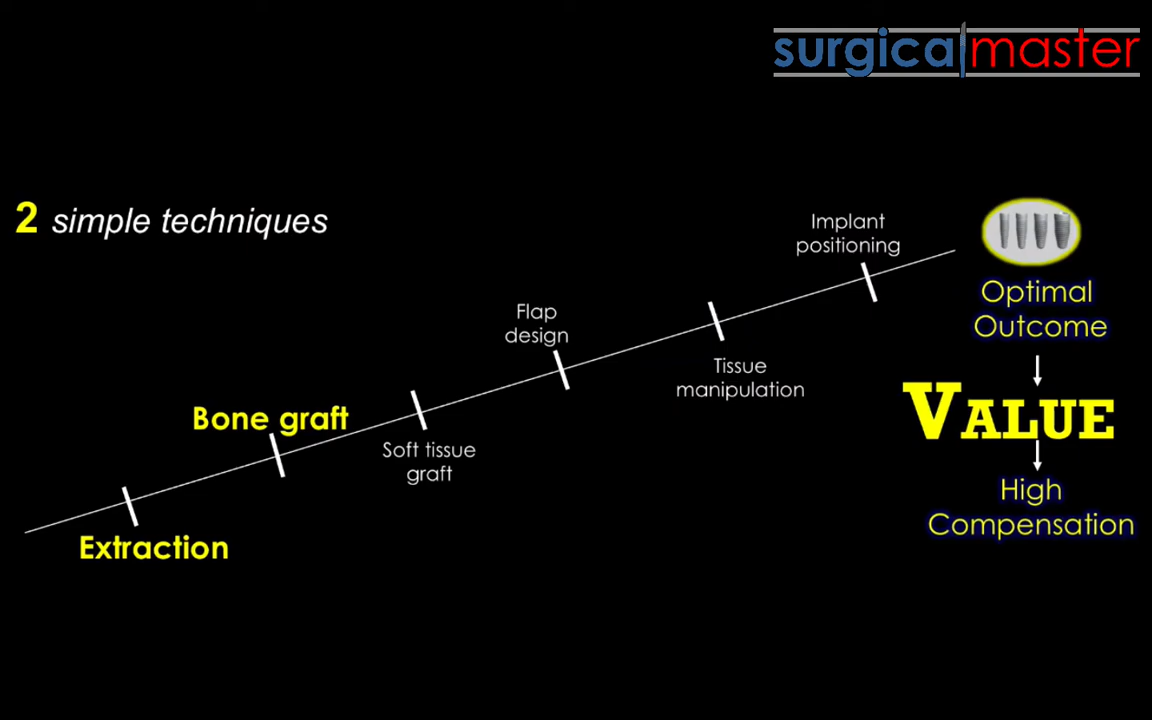 surgicalmaster
2 simple techniques
Implant
positioning
Optimal
Outcome
Flap
design
Tissue
manipulation
VALUE
Bone graft
Soft tissue
graft
High
Compensation
Extraction